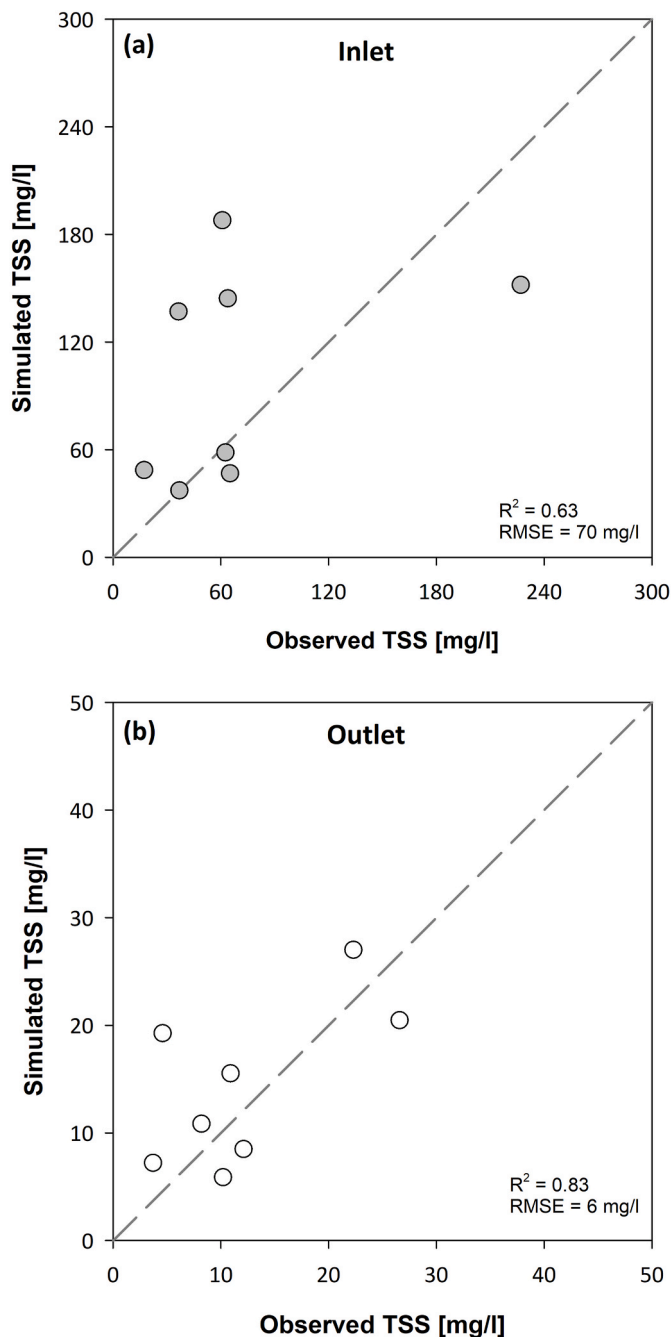 (a)
Inlet
300
240
180
120
60
0
Simulated TSS [mg/l]
R² = 0.63
RMSE = 70 mg/l
0 60 120 180 240 300
Observed TSS [mg/l]
(b)
Outlet
50
40
30
20
10
0
Simulated TSS [mg/l]
R² = 0.83
RMSE = 6 mg/l
0 10 20 30 40 50
Observed TSS [mg/l]